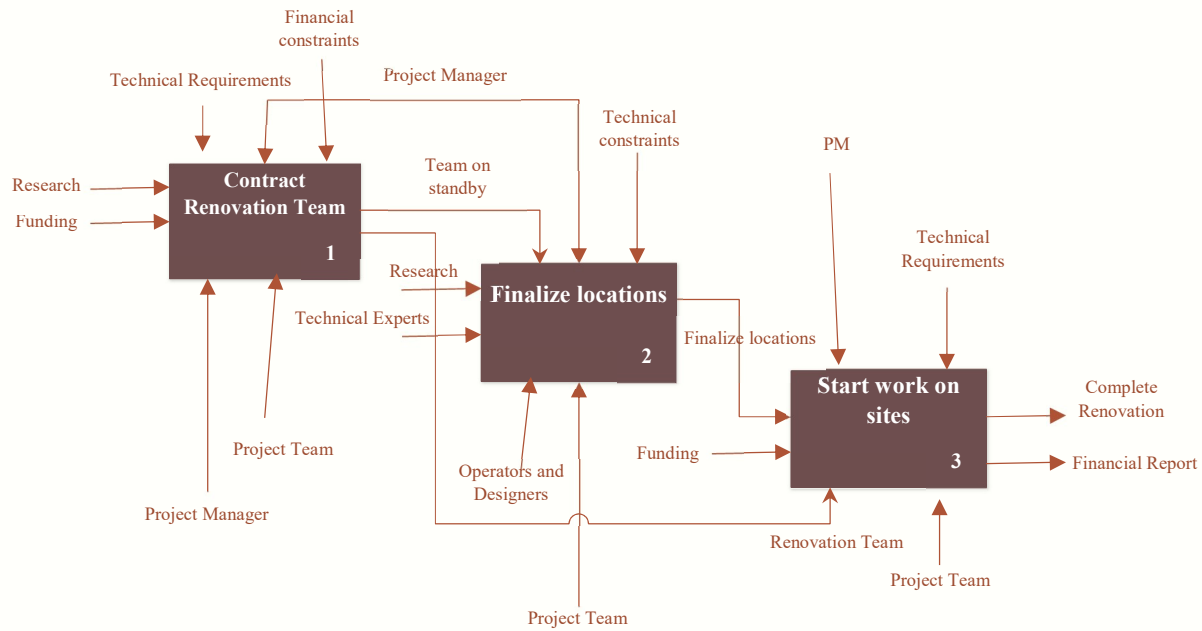 Financial
constraints
Technical Requirements
Project Manager
Technical
constraints
PM
Research
Funding
Contract
Renovation Team
1
Team on
standby
Technical
Requirements
Research
Technical Experts
Finalize locations
2
Finalize locations
Start work on
sites
3
Complete
Renovation
Financial Report
Funding
Project Team
Operators and
Designers
Project Manager
Renovation Team
Project Team
Project Team